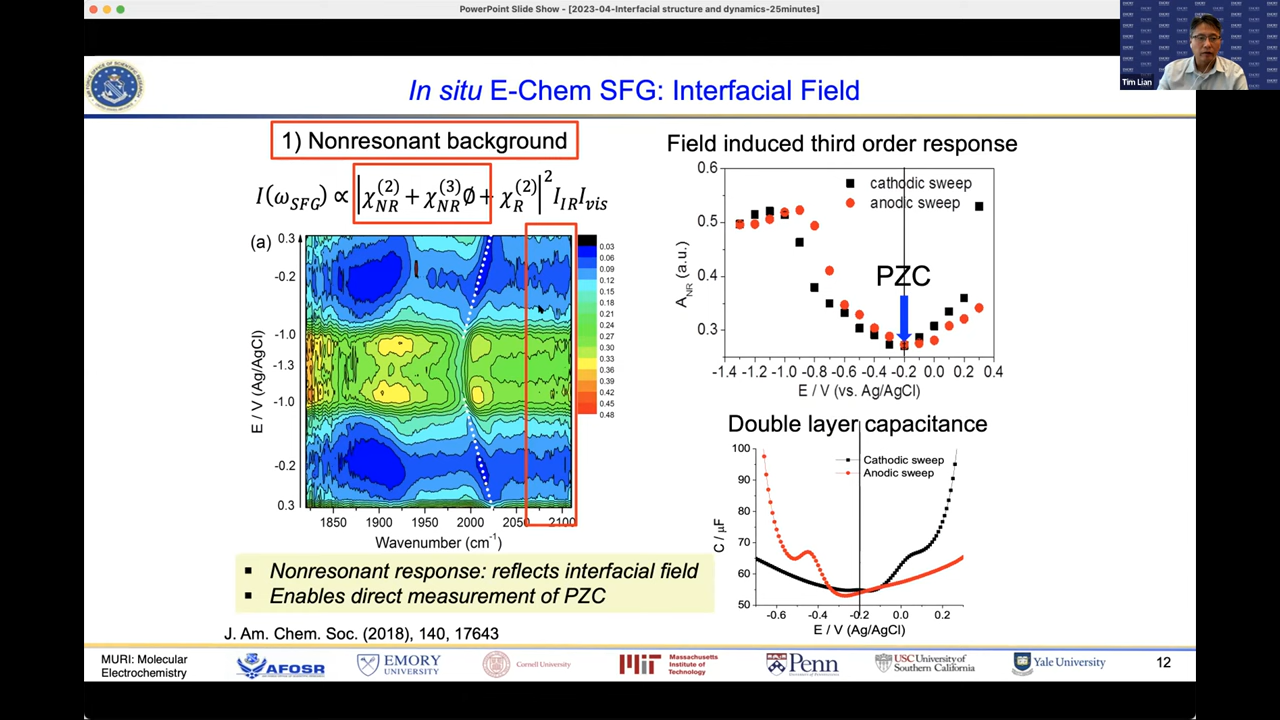 PowerPoint Slide Show - [2023-04-Interfacial structure and dynamics-25minutes]
Tim Lian
In situ E-Chem SFG: Interfacial Field
1) Nonresonant background
I(ω_SFG) ∝ |χ_NR^(2) + χ_NR^(3)∅ + χ_R^(2)|^2 I_IR I_vis
(a)
0.3
-0.2
-1.0
-1.3
-1.0
-0.2
0.3
E / V (Ag/AgCl)
1850 1900 1950 2000 2050 2100
Wavenumber (cm⁻¹)
0.03
0.06
0.09
0.12
0.15
0.18
0.21
0.24
0.27
0.30
0.33
0.36
0.39
0.42
0.45
0.48
Field induced third order response
0.6
0.5
0.4
0.3
A_NR (a.u.)
cathodic sweep
anodic sweep
PZC
-1.4 -1.2 -1.0 -0.8 -0.6 -0.4 -0.2 0.0 0.2 0.4
E / V (vs. Ag/AgCl)
Double layer capacitance
100
90
80
70
60
50
C / μF
Cathodic sweep
Anodic sweep
-0.6 -0.4 -0.2 0.0 0.2
E / V (Ag/AgCl)
▪ Nonresonant response: reflects interfacial field
▪ Enables direct measurement of PZC
J. Am. Chem. Soc. (2018), 140, 17643
MURI: Molecular
Electrochemistry
AFOSR
EMORY
UNIVERSITY
Cornell University
MIT
Massachusetts
Institute of
Technology
Penn
USC University of
Southern California
Yale University
12